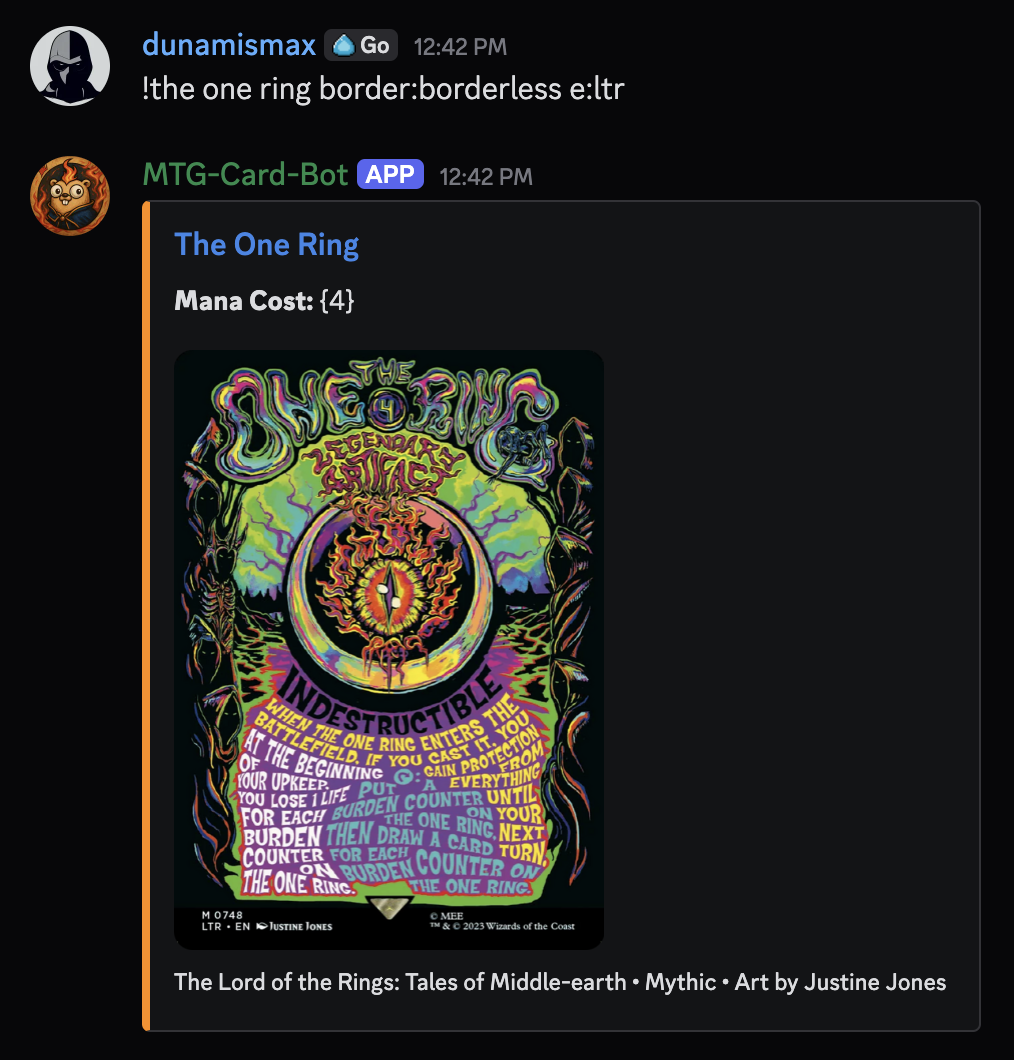 dunamismax Go 12:42 PM
!the one ring border:borderless e:ltr
MTG-Card-Bot APP 12:42 PM
The One Ring
Mana Cost: {4}
THE
ONE 4 RING
LEGENDARY
ARTIFACT
INDESTRUCTIBLE
WHEN THE ONE RING ENTERS THE
BATTLEFIELD, IF YOU CAST IT, YOU
GAIN PROTECTION
FROM
EVERYTHING
UNTIL
YOUR
NEXT
TURN.
AT THE BEGINNING
OF
YOUR UPKEEP,
YOU LOSE 1 LIFE
FOR EACH
BURDEN
COUNTER
ON
THE ONE RING.
: PUT A
BURDEN COUNTER
ON
THE ONE RING,
THEN DRAW A CARD
FOR EACH
BURDEN COUNTER ON
THE ONE RING.
M 0748
LTR • EN JUSTINE JONES
© MEE
™ & © 2023 Wizards of the Coast
The Lord of the Rings: Tales of Middle-earth • Mythic • Art by Justine Jones